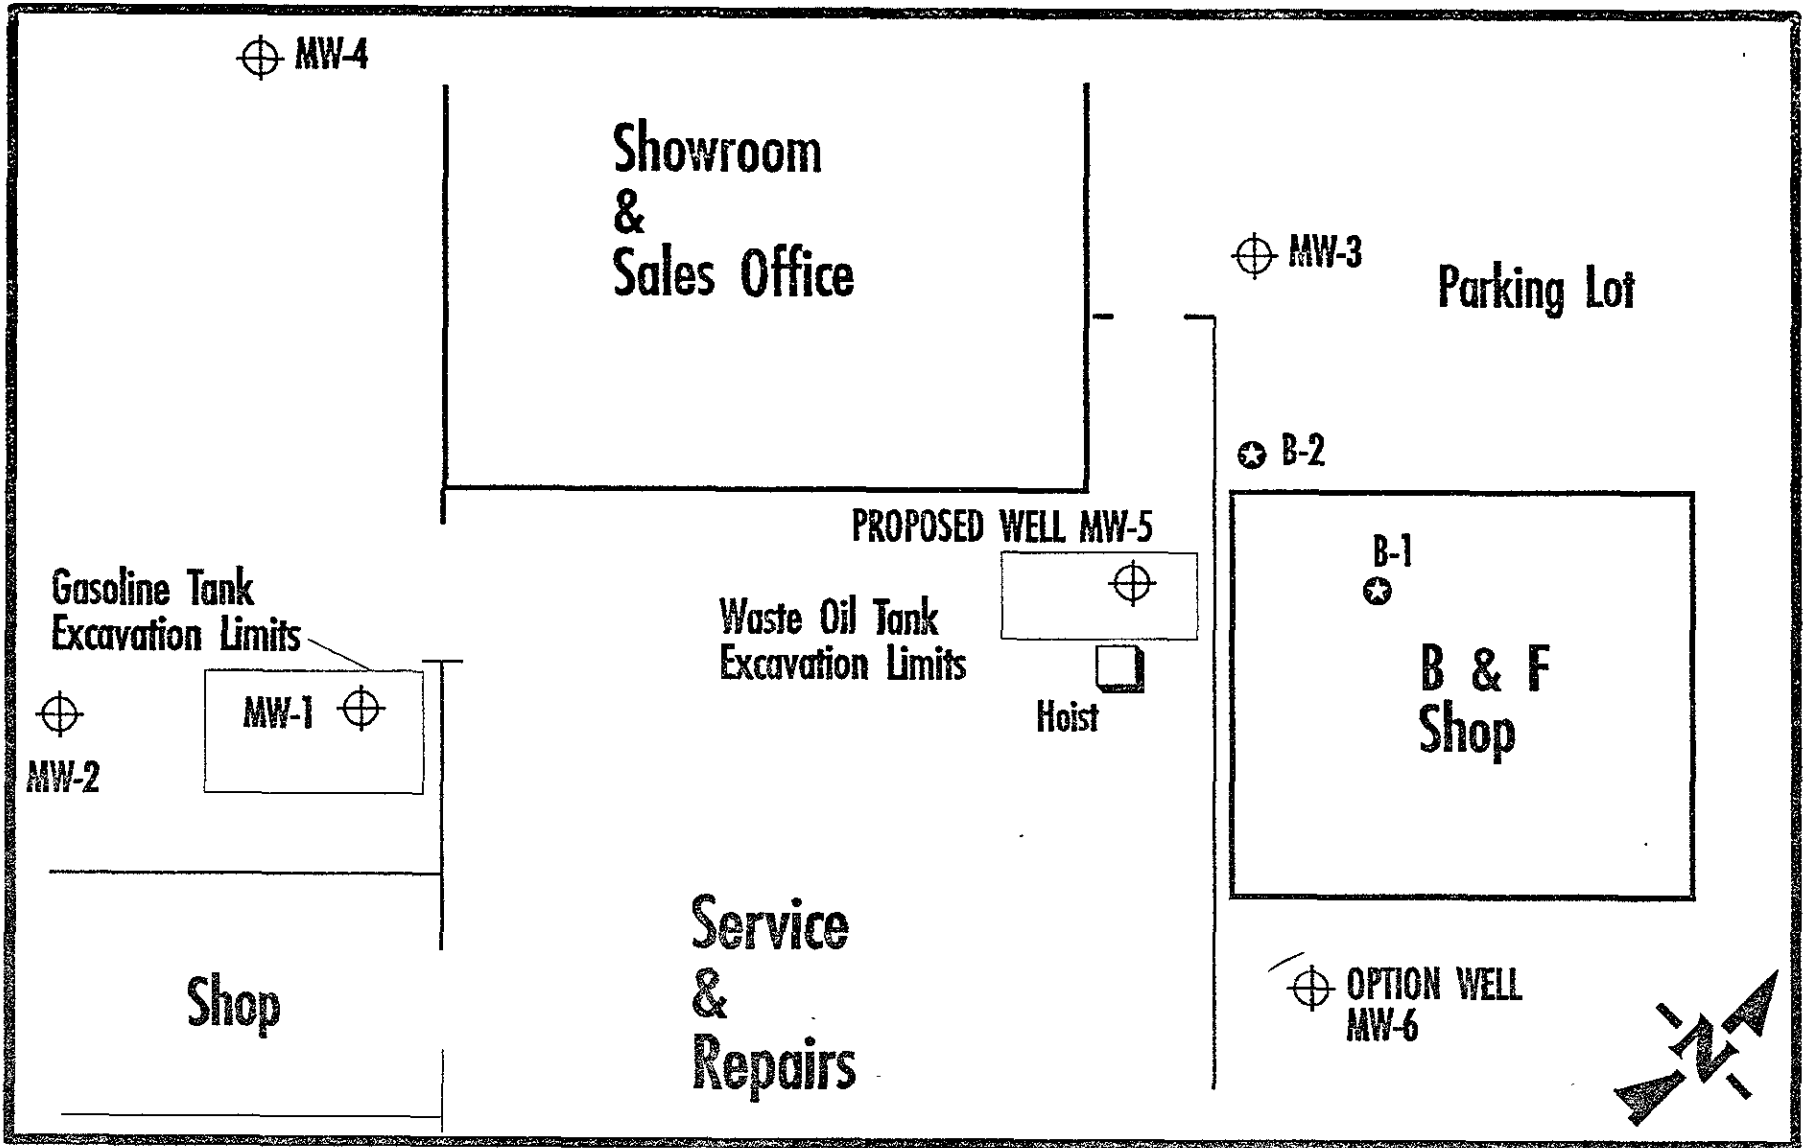 MW-4
Showroom
&
Sales Office
MW-3
Parking Lot
B-2
PROPOSED WELL MW-5
B-1
Gasoline Tank
Excavation Limits
Waste Oil Tank
Excavation Limits
B & F
Shop
MW-1
Hoist
MW-2
Service
&
Repairs
Shop
OPTION WELL
MW-6
N